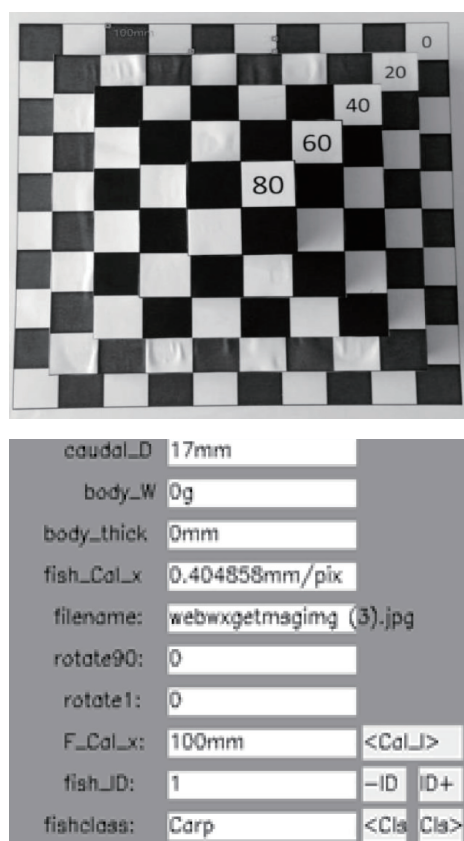 100mm
0
20
40
60
80
caudal_D 17mm
body_W 0g
body_thick 0mm
fish_Cal_x 0.404858mm/pix
filename: webwxgetmsgimg (3).jpg
rotate90: 0
rotate1: 0
F_Cal_x: 100mm <Cal_I>
fish_ID: 1 -ID ID+
fishclass: Carp <Cls Cls>